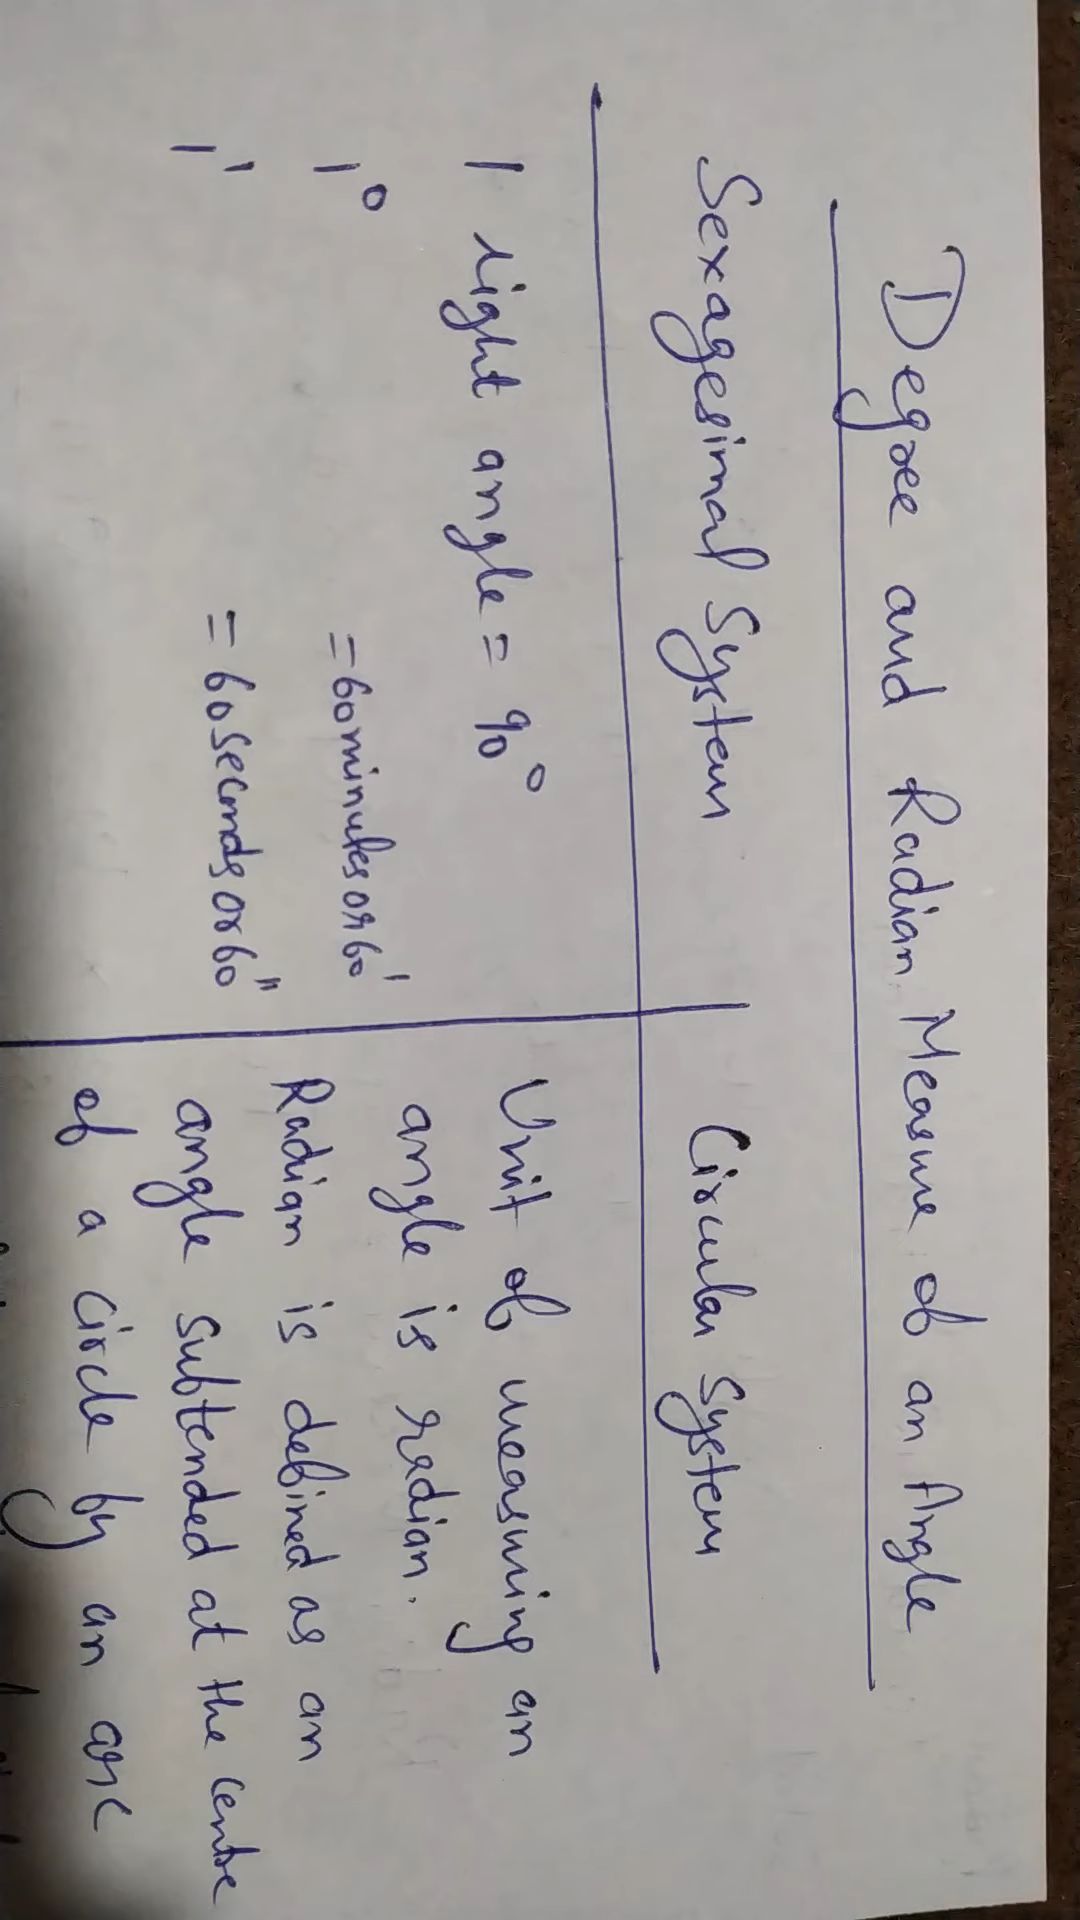 Degree and Radian Measure of an Angle
Sexagesimal System
Circular System
1 right angle = 90°
1° = 60 minutes or 60'
1' = 60 seconds or 60"
Unit of measuring an
angle is radian.
Radian is defined as an
angle subtended at the centre
of a circle by an arc